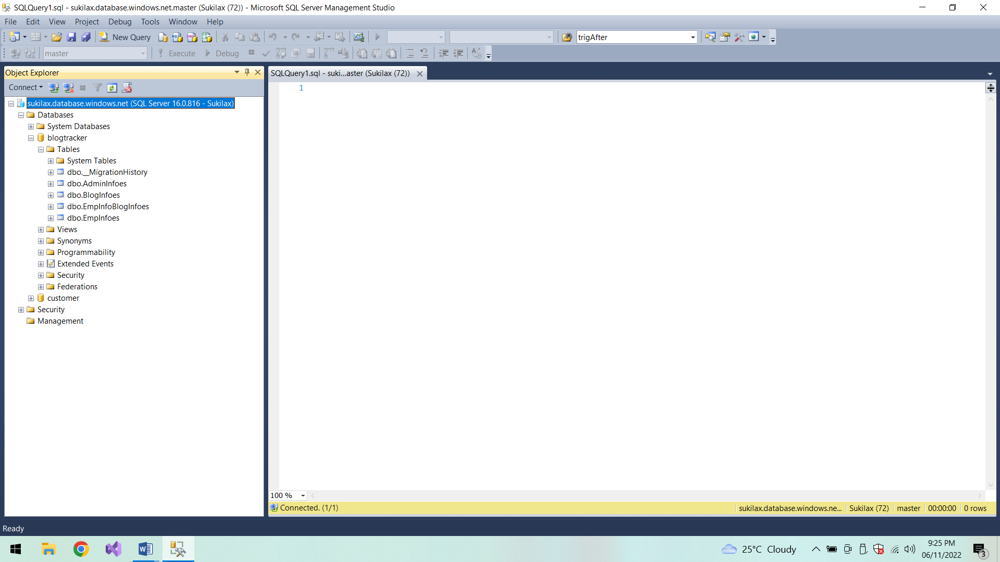 SQLQuery1.sql - sukilax.database.windows.net.master (Sukilax (72)) - Microsoft SQL Server Management Studio
File Edit View Project Debug Tools Window Help
New Query trigAfter
master Execute Debug
Object Explorer
SQLQuery1.sql - suki...aster (Sukilax (72))
Connect
1
sukilax.database.windows.net (SQL Server 16.0.816 - Sukilax)
Databases
System Databases
blogtracker
Tables
System Tables
dbo.__MigrationHistory
dbo.AdminInfoes
dbo.BlogInfoes
dbo.EmpInfoBlogInfoes
dbo.EmpInfoes
Views
Synonyms
Programmability
Extended Events
Security
Federations
customer
Security
Management
100 %
Connected. (1/1) sukilax.database.windows.ne... Sukilax (72) master 00:00:00 0 rows
Ready
25°C Cloudy
9:25 PM
06/11/2022
3